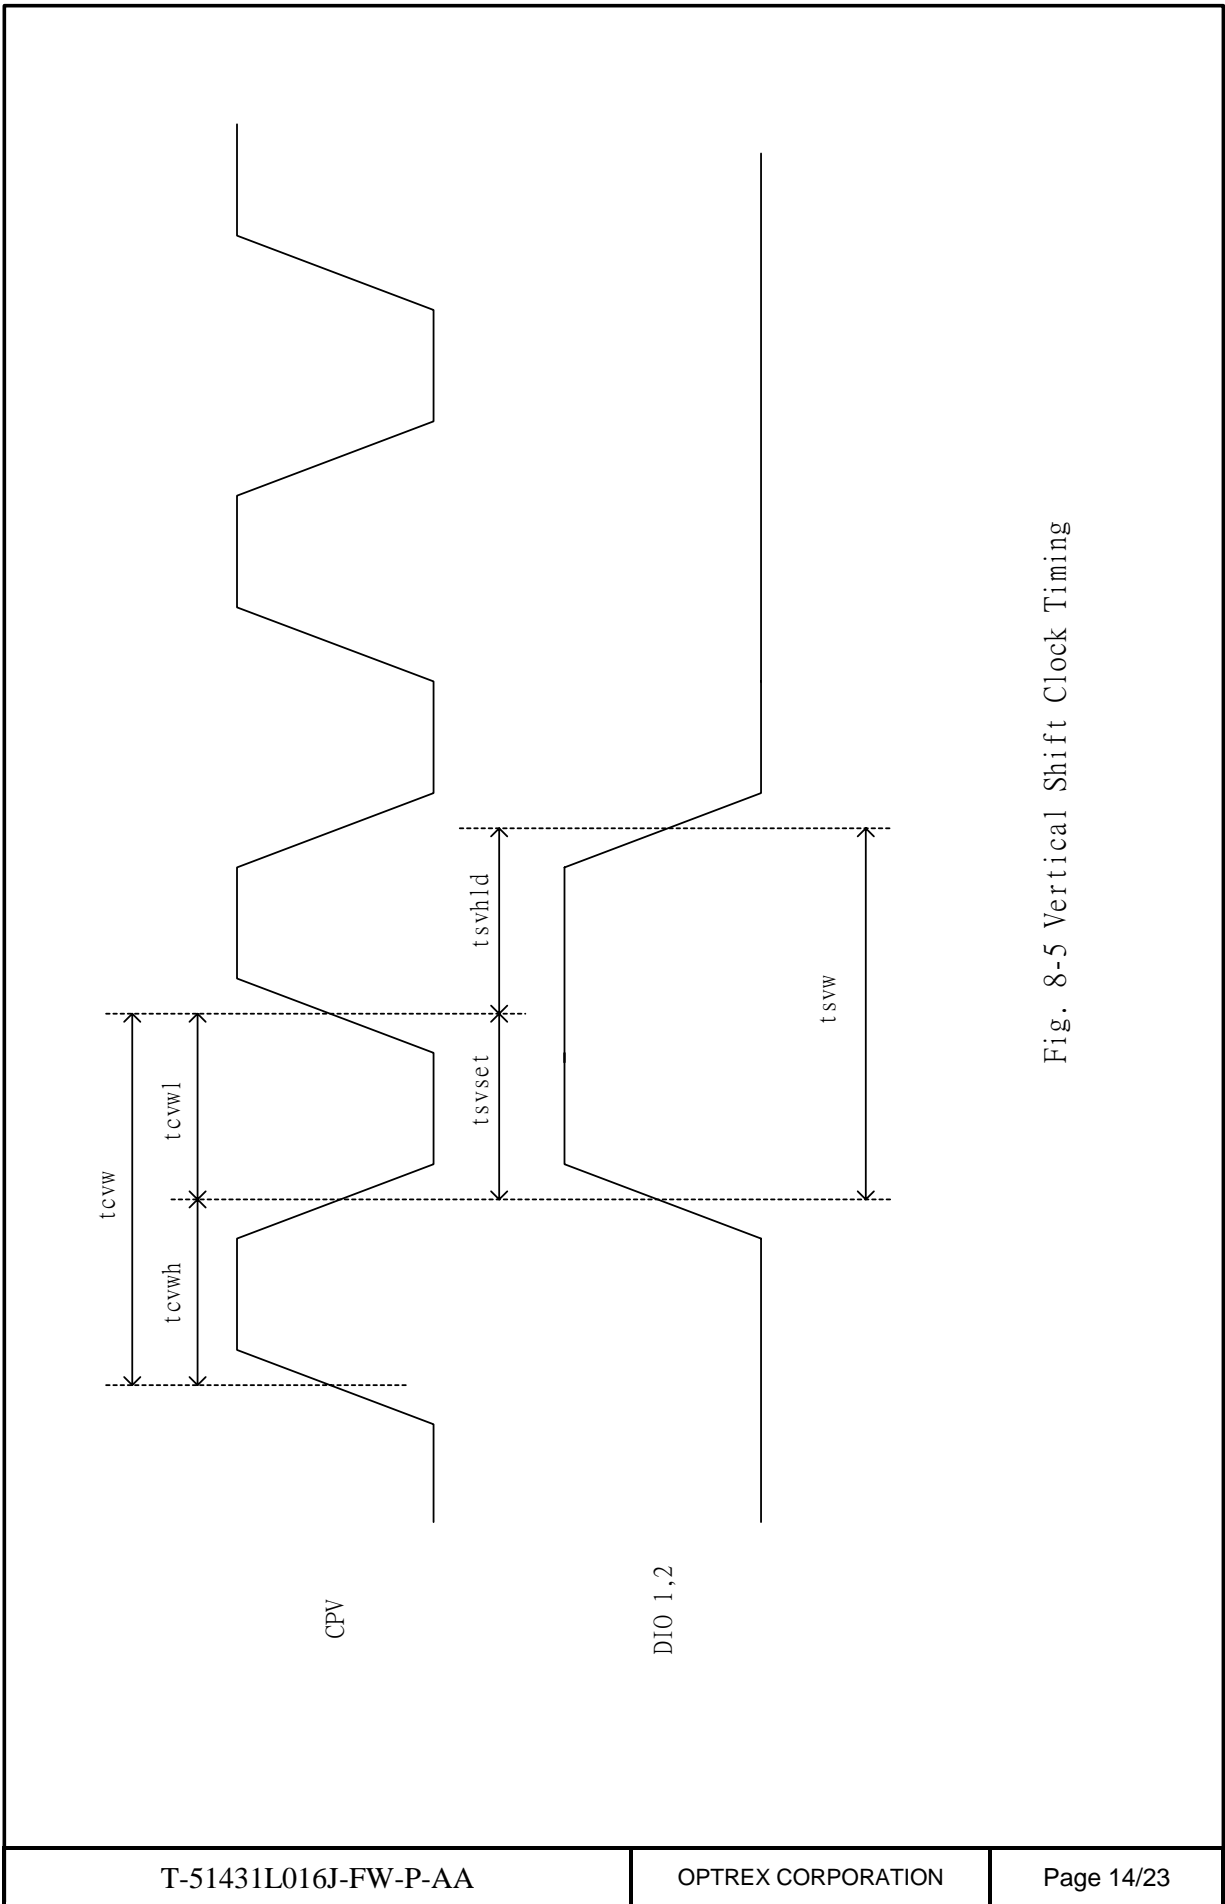 tcvw
tcvwh
tcvwl
CPV
tsvset
tsvhld
DIO 1,2
tsvw
Fig. 8-5 Vertical Shift Clock Timing
T-51431L016J-FW-P-AA
OPTREX CORPORATION
Page 14/23